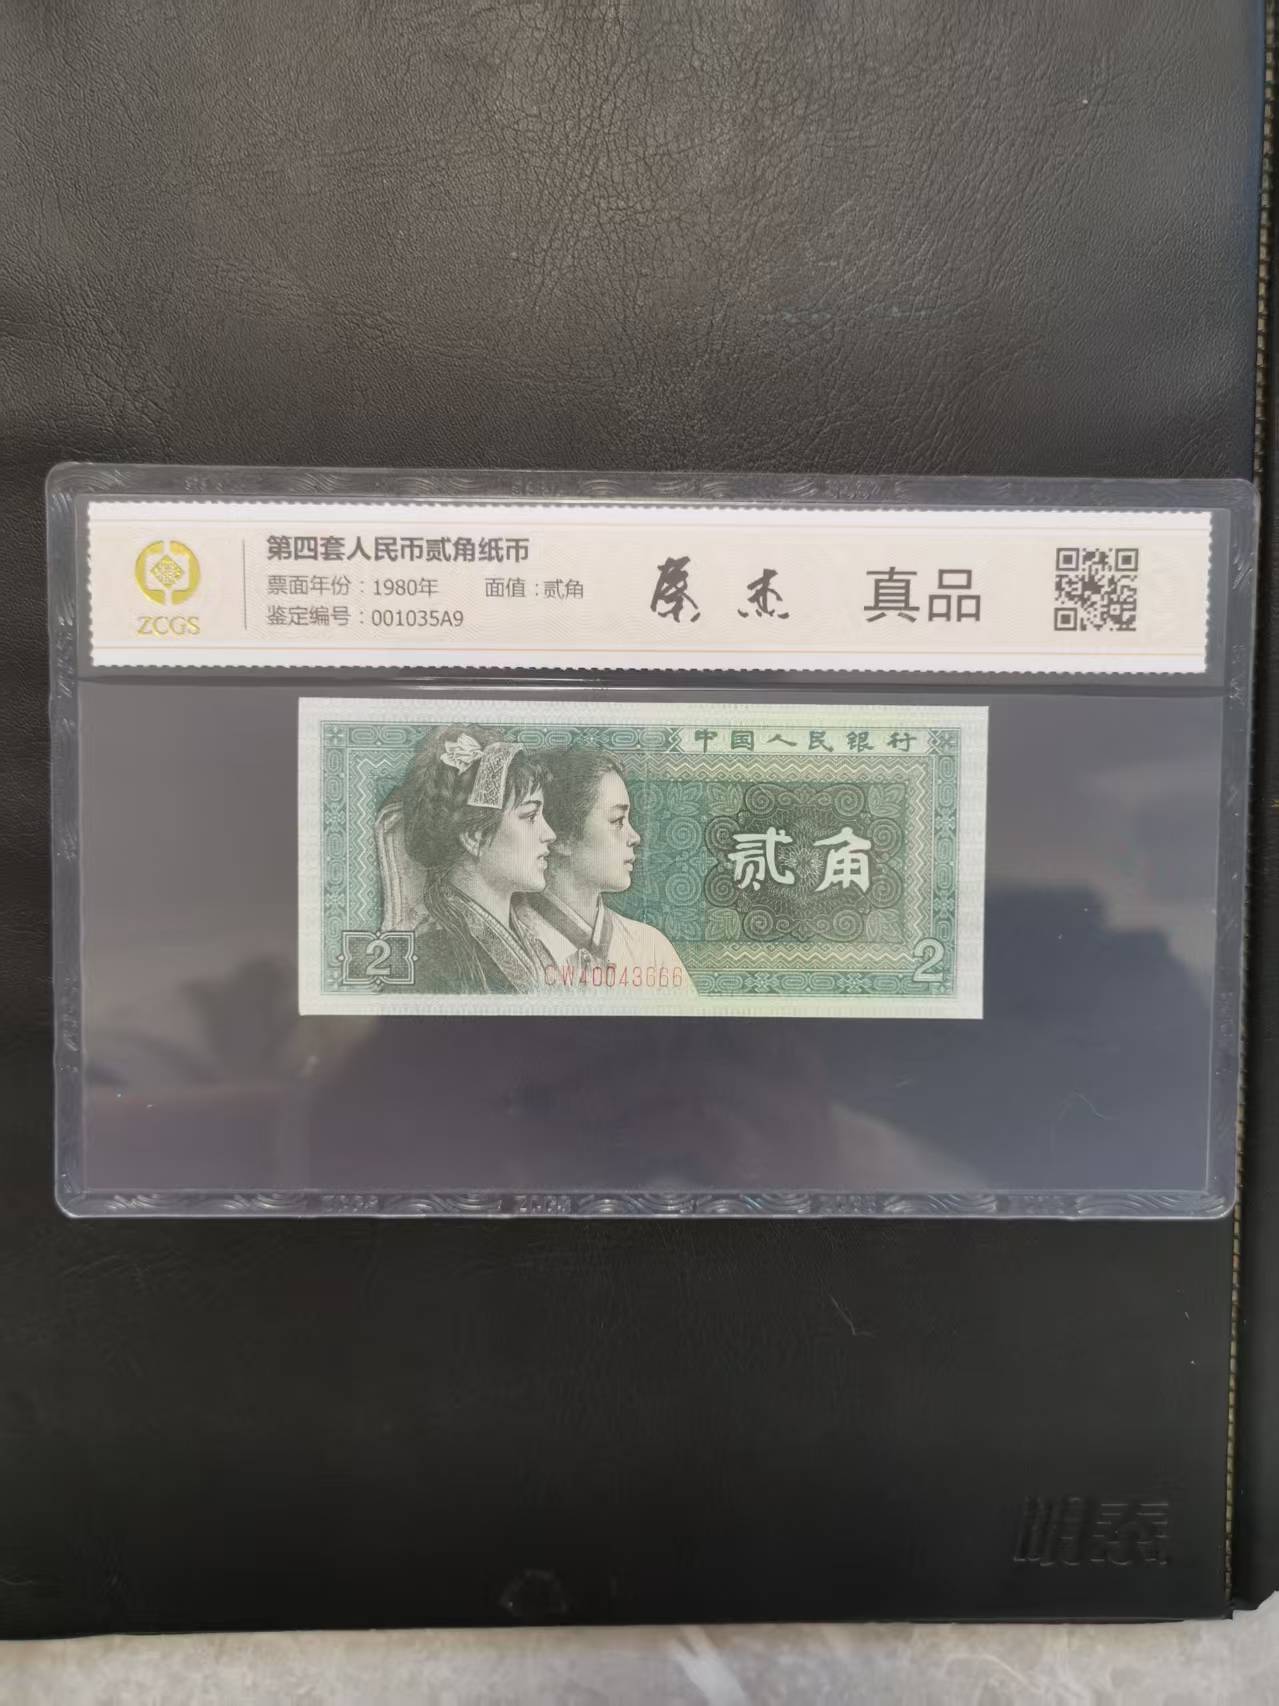 第四套人民币贰角纸币
票面年份：1980年 面值：贰角
鉴定编号：001035A9
ZCGS
真品
中国人民银行
贰角
2
2
CW40043666
明泰